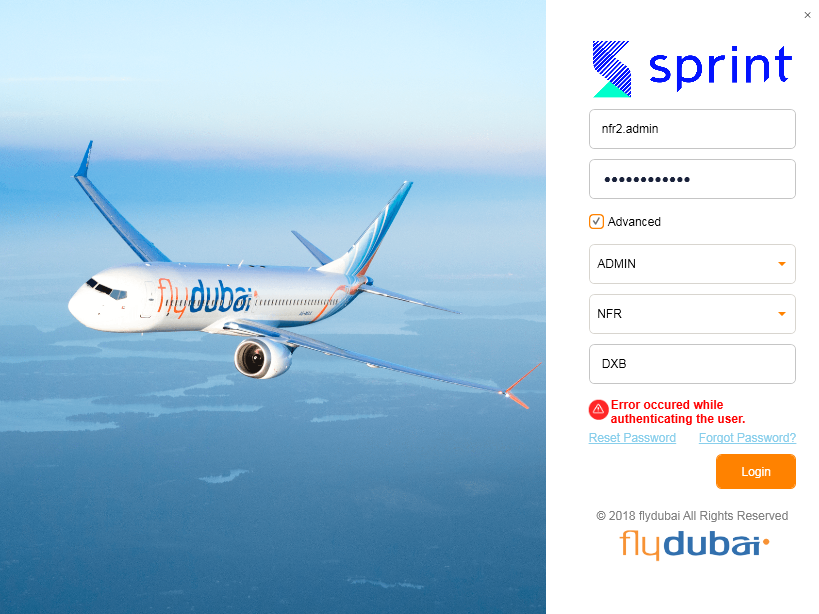 sprint
nfr2.admin
Advanced
ADMIN
NFR
DXB
Error occured while
authenticating the user.
Reset Password Forgot Password?
Login
© 2018 flydubai All Rights Reserved
flydubai
flydubai